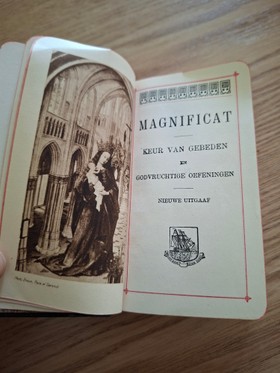 MAGNIFICAT
KEUR VAN GEBEDEN
EN
GODVRUCHTIGE OEFENINGEN
NIEUWE UITGAAF